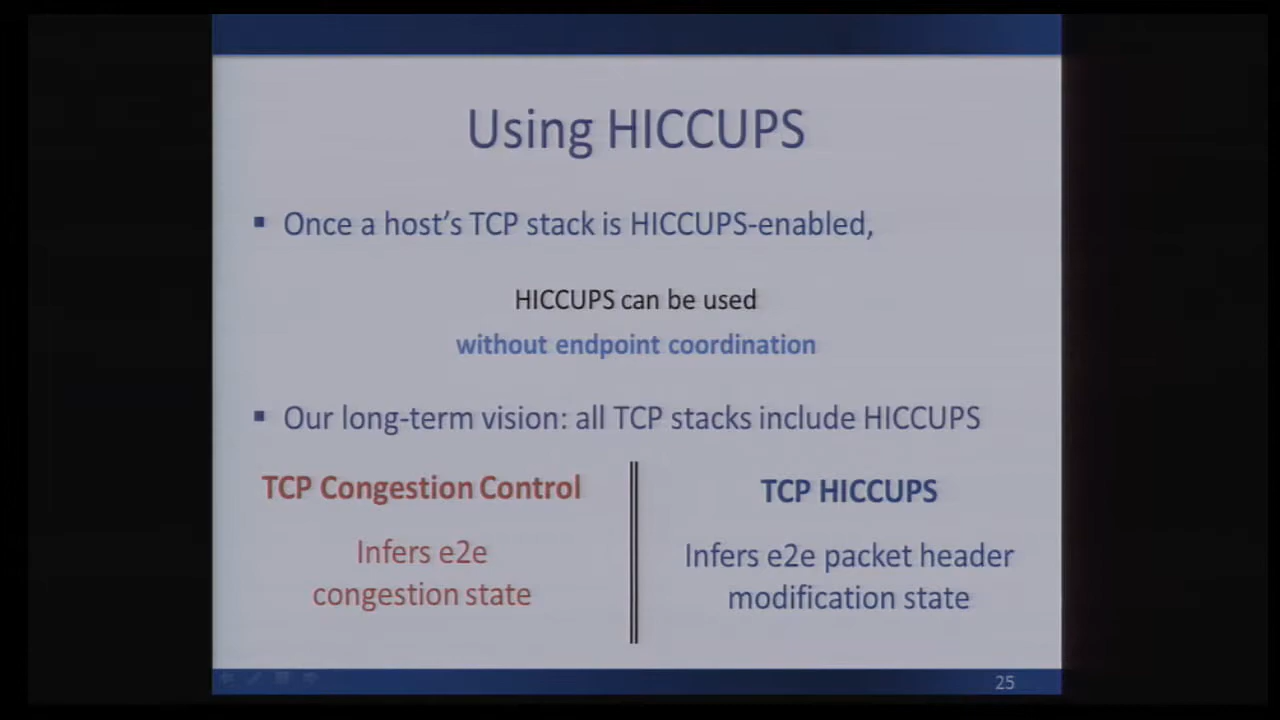 Using HICCUPS
Once a host's TCP stack is HICCUPS-enabled,
HICCUPS can be used
without endpoint coordination
Our long-term vision: all TCP stacks include HICCUPS
TCP Congestion Control
Infers e2e
congestion state
TCP HICCUPS
Infers e2e packet header
modification state
25